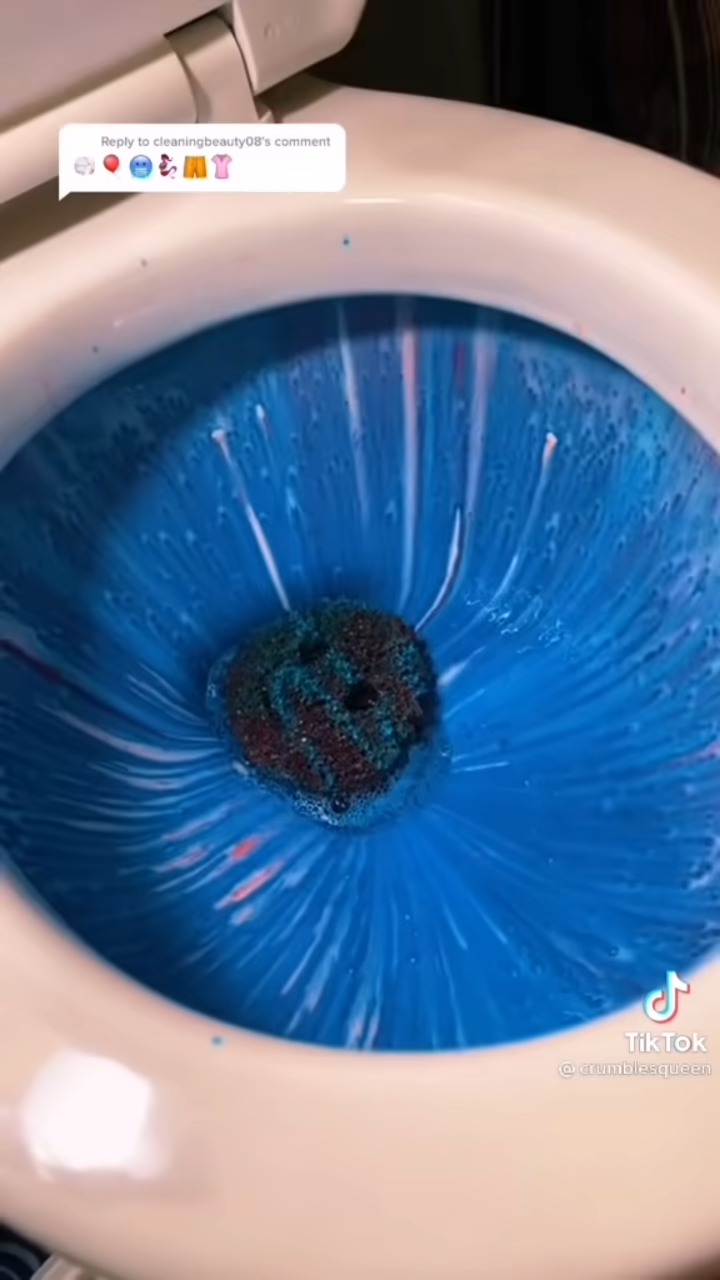 Reply to cleaningbeauty08's comment
🏐🎈🥶🧜🏾‍♀️🩳👚
TikTok
@crumblesqueen